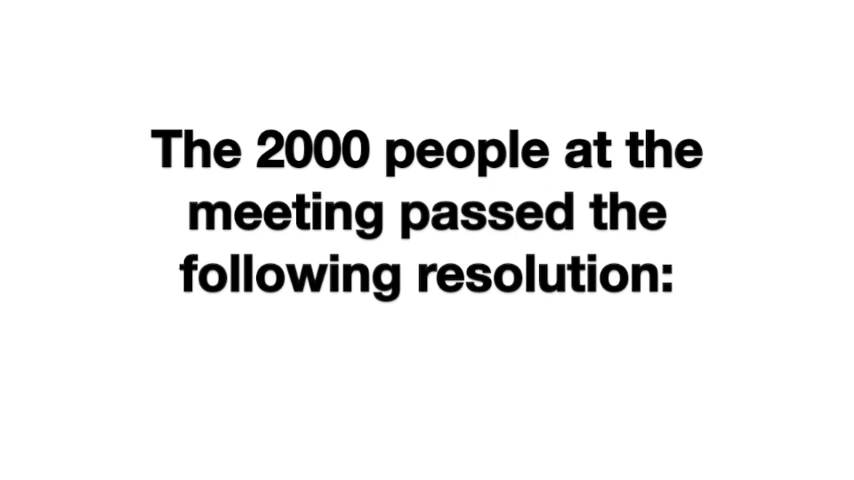 The 2000 people at the
meeting passed the
following resolution: